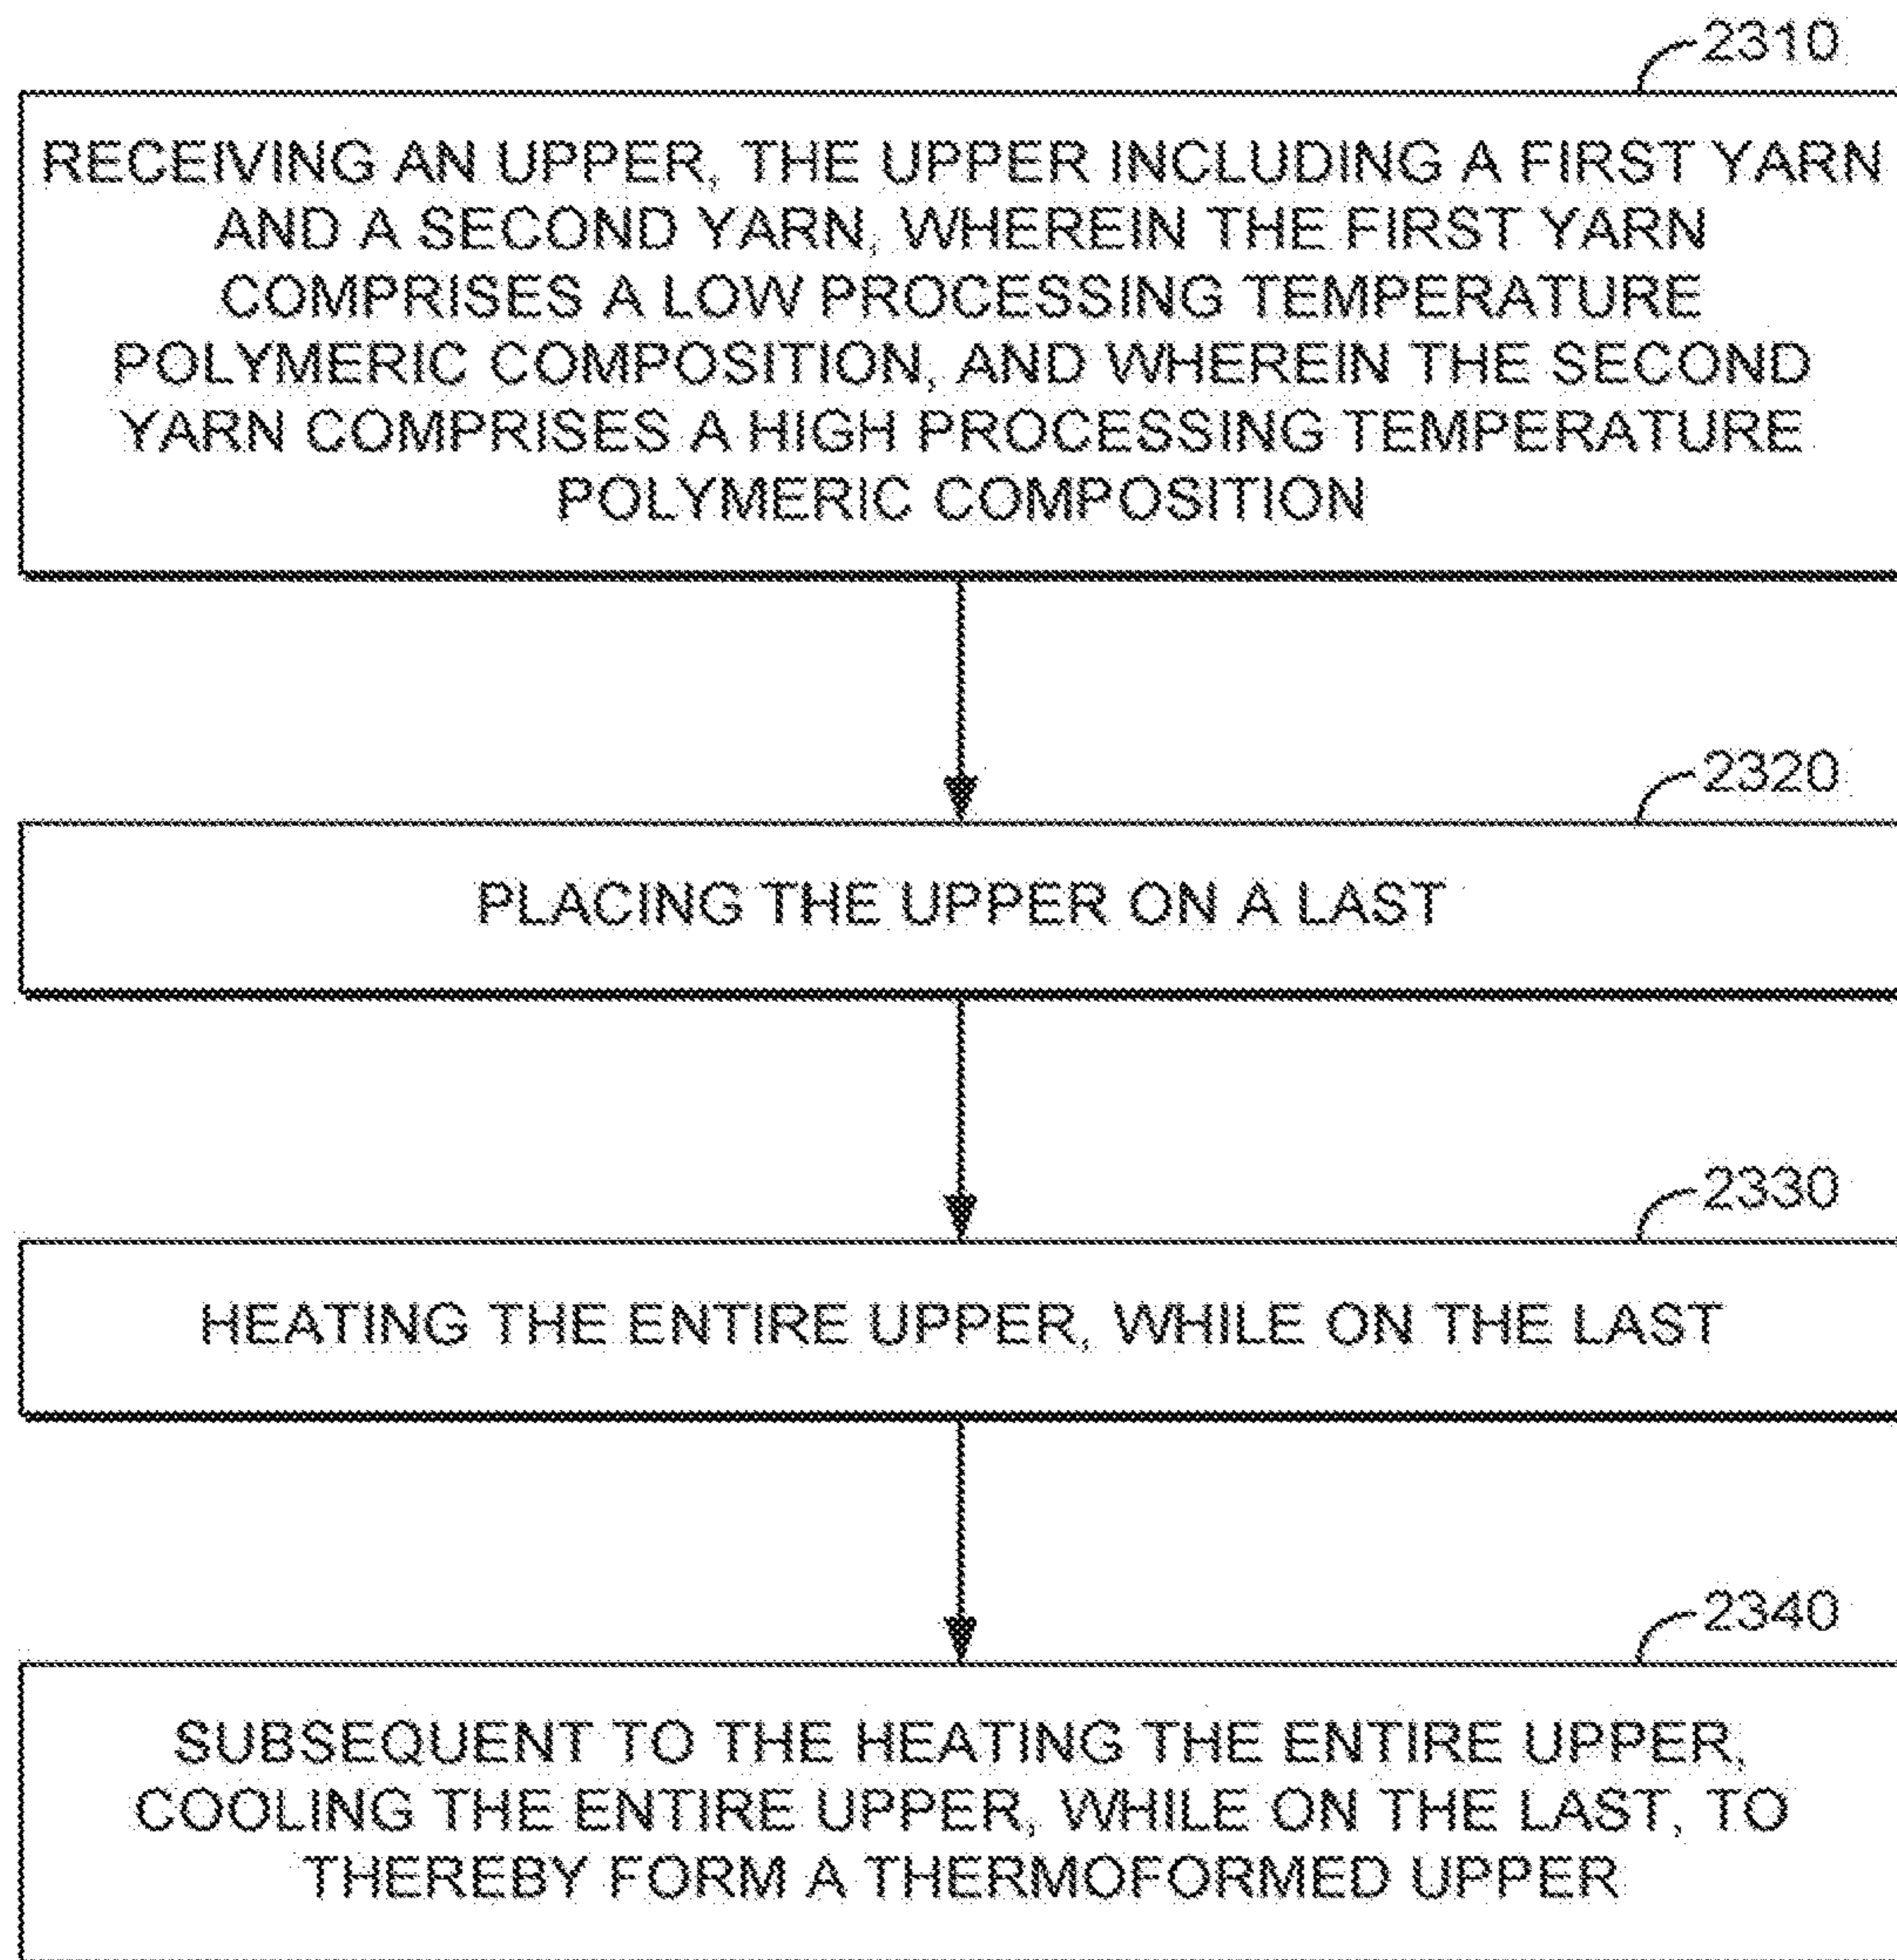 2310
RECEIVING AN UPPER, THE UPPER INCLUDING A FIRST YARN
AND A SECOND YARN, WHEREIN THE FIRST YARN
COMPRISES A LOW PROCESSING TEMPERATURE
POLYMERIC COMPOSITION, AND WHEREIN THE SECOND
YARN COMPRISES A HIGH PROCESSING TEMPERATURE
POLYMERIC COMPOSITION
2320
PLACING THE UPPER ON A LAST
2330
HEATING THE ENTIRE UPPER, WHILE ON THE LAST
2340
SUBSEQUENT TO THE HEATING THE ENTIRE UPPER,
COOLING THE ENTIRE UPPER, WHILE ON THE LAST, TO
THEREBY FORM A THERMOFORMED UPPER